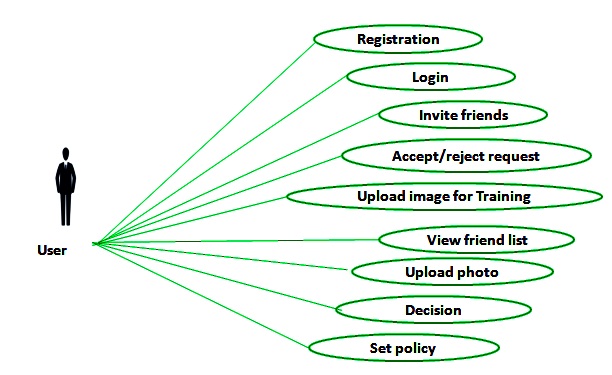 Registration
Login
Invite friends
Accept/reject request
Upload image for Training
User
View friend list
Upload photo
Decision
Set policy